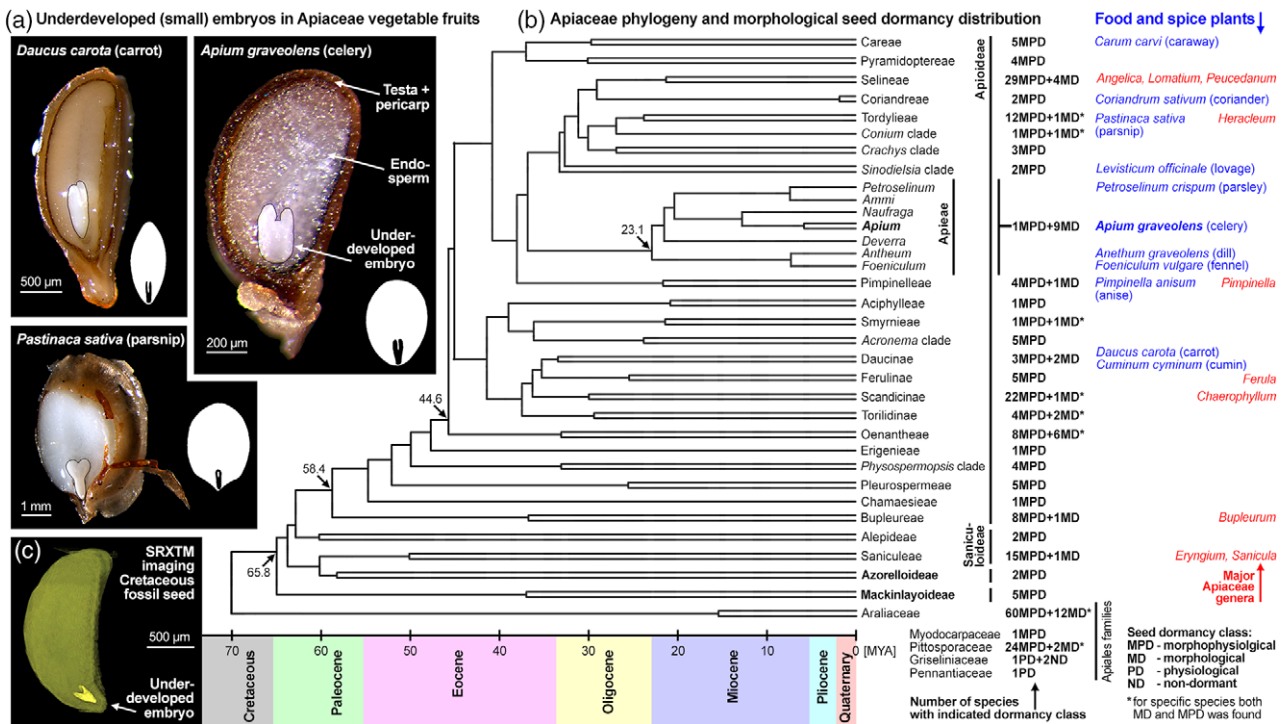 (a) Underdeveloped (small) embryos in Apiaceae vegetable fruits
Daucus carota (carrot)
500 µm
Apium graveolens (celery)
Testa +
pericarp
Endo-
sperm
Under-
developed
embryo
200 µm
Pastinaca sativa (parsnip)
1 mm
(c) SRXTM
imaging
Cretaceous
fossil seed
500 µm
Under-
developed
embryo
(b) Apiaceae phylogeny and morphological seed dormancy distribution
Food and spice plants
Careae 5MPD Carum carvi (caraway)
Pyramidoptereae 4MPD
Selineae 29MPD+4MD Angelica, Lomatium, Peucedanum
Coriandreae 2MPD Coriandrum sativum (coriander)
Tordylieae 12MPD+1MD* Pastinaca sativa Heracleum
(parsnip)
Conium clade 1MPD+1MD*
Crachys clade 3MPD
Sinodielsia clade 2MPD Levisticum officinale (lovage)
Petroselinum Petroselinum crispum (parsley)
Ammi
Naufraga
Apium 1MPD+9MD Apium graveolens (celery)
Deverra
Antheum Anethum graveolens (dill)
Foeniculum Foeniculum vulgare (fennel)
Pimpinelleae 4MPD+1MD Pimpinella anisum Pimpinella
(anise)
Aciphylleae 1MPD
Smyrnieae 1MPD+1MD*
Acronema clade 5MPD
Daucinae 3MPD+2MD Daucus carota (carrot)
Cuminum cyminum (cumin)
Ferulinae 5MPD Ferula
Scandicinae 22MPD+1MD* Chaerophyllum
Torilidinae 4MPD+2MD*
Oenantheae 8MPD+6MD*
Erigenieae 1MPD
Physospermopsis clade 4MPD
Pleurospermeae 5MPD
Chamaesieae 1MPD
Bupleureae 8MPD+1MD Bupleurum
Alepideae 2MPD
Saniculeae 15MPD+1MD Eryngium, Sanicula
Azorelloideae 2MPD
Mackinlayoideae 5MPD
Araliaceae 60MPD+12MD*
Myodocarpaceae 1MPD
Pittosporaceae 24MPD+2MD*
Griseliniaceae 1PD+2ND
Pennantiaceae 1PD
Apioideae
Apieae
Sanicu-
loideae
Apiales families
23.1
44.6
58.4
65.8
Major
Apiaceae
genera
70 60 50 40 30 20 10 0 [MYA]
Cretaceous
Paleocene
Eocene
Oligocene
Miocene
Pliocene
Quaternary
Number of species
with indicated dormancy class
Seed dormancy class:
MPD - morphophysiolgical
MD - morphological
PD - physiological
ND - non-dormant
* for specific species both
MD and MPD was found